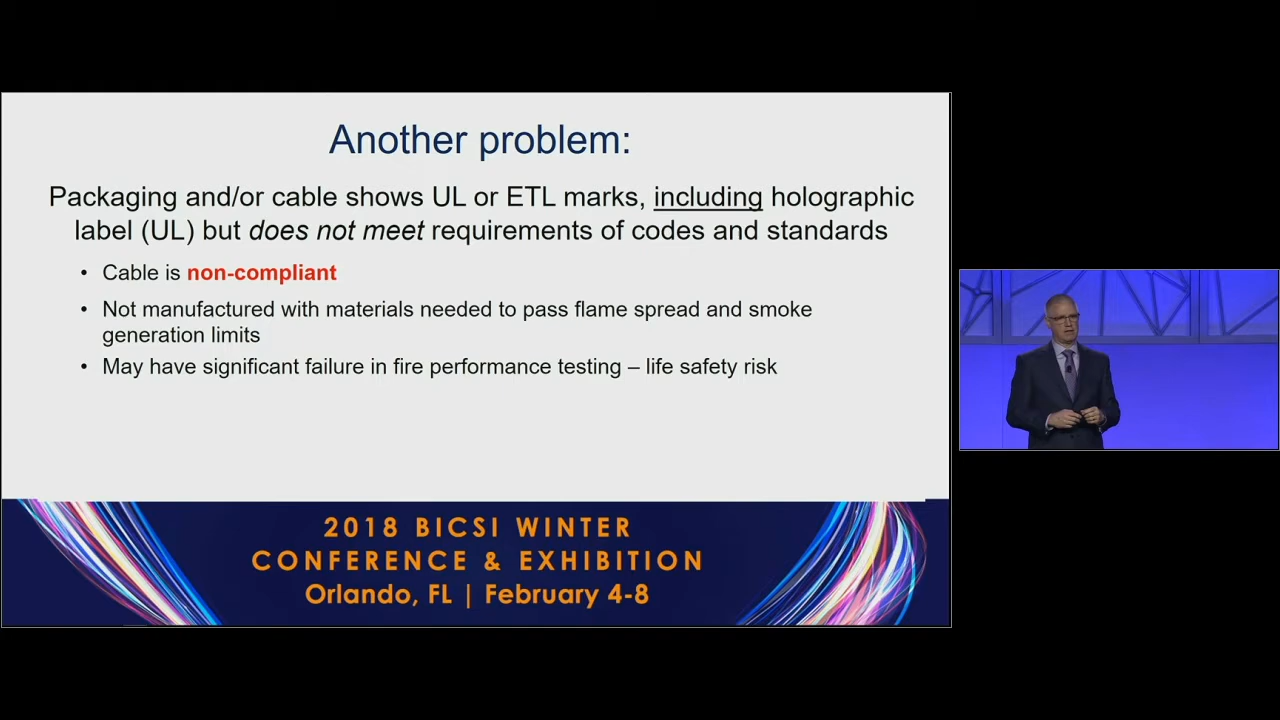 Another problem:
Packaging and/or cable shows UL or ETL marks, including holographic
label (UL) but does not meet requirements of codes and standards
• Cable is non-compliant
• Not manufactured with materials needed to pass flame spread and smoke
generation limits
• May have significant failure in fire performance testing – life safety risk
2018 BICSI WINTER
CONFERENCE & EXHIBITION
Orlando, FL | February 4-8